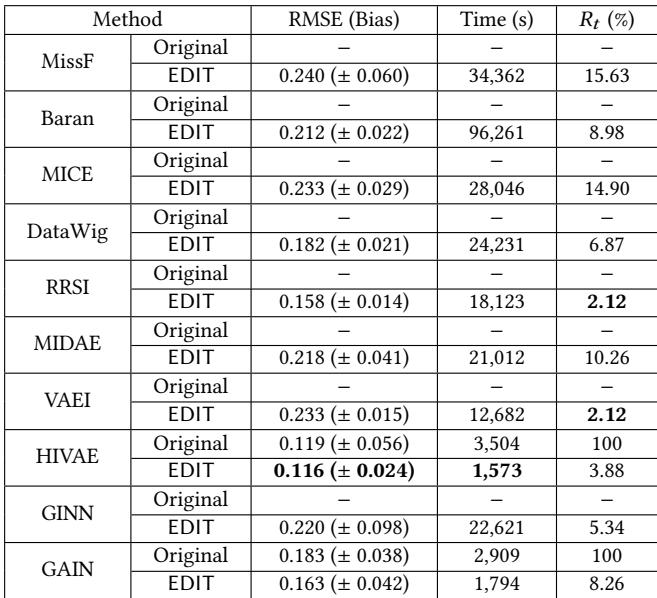 Method RMSE (Bias) Time (s) R_t (%)
MissF Original – – –
EDIT 0.240 (± 0.060) 34,362 15.63
Baran Original – – –
EDIT 0.212 (± 0.022) 96,261 8.98
MICE Original – – –
EDIT 0.233 (± 0.029) 28,046 14.90
DataWig Original – – –
EDIT 0.182 (± 0.021) 24,231 6.87
RRSI Original – – –
EDIT 0.158 (± 0.014) 18,123 2.12
MIDAE Original – – –
EDIT 0.218 (± 0.041) 21,012 10.26
VAEI Original – – –
EDIT 0.233 (± 0.015) 12,682 2.12
HIVAE Original 0.119 (± 0.056) 3,504 100
EDIT 0.116 (± 0.024) 1,573 3.88
GINN Original – – –
EDIT 0.220 (± 0.098) 22,621 5.34
GAIN Original 0.183 (± 0.038) 2,909 100
EDIT 0.163 (± 0.042) 1,794 8.26